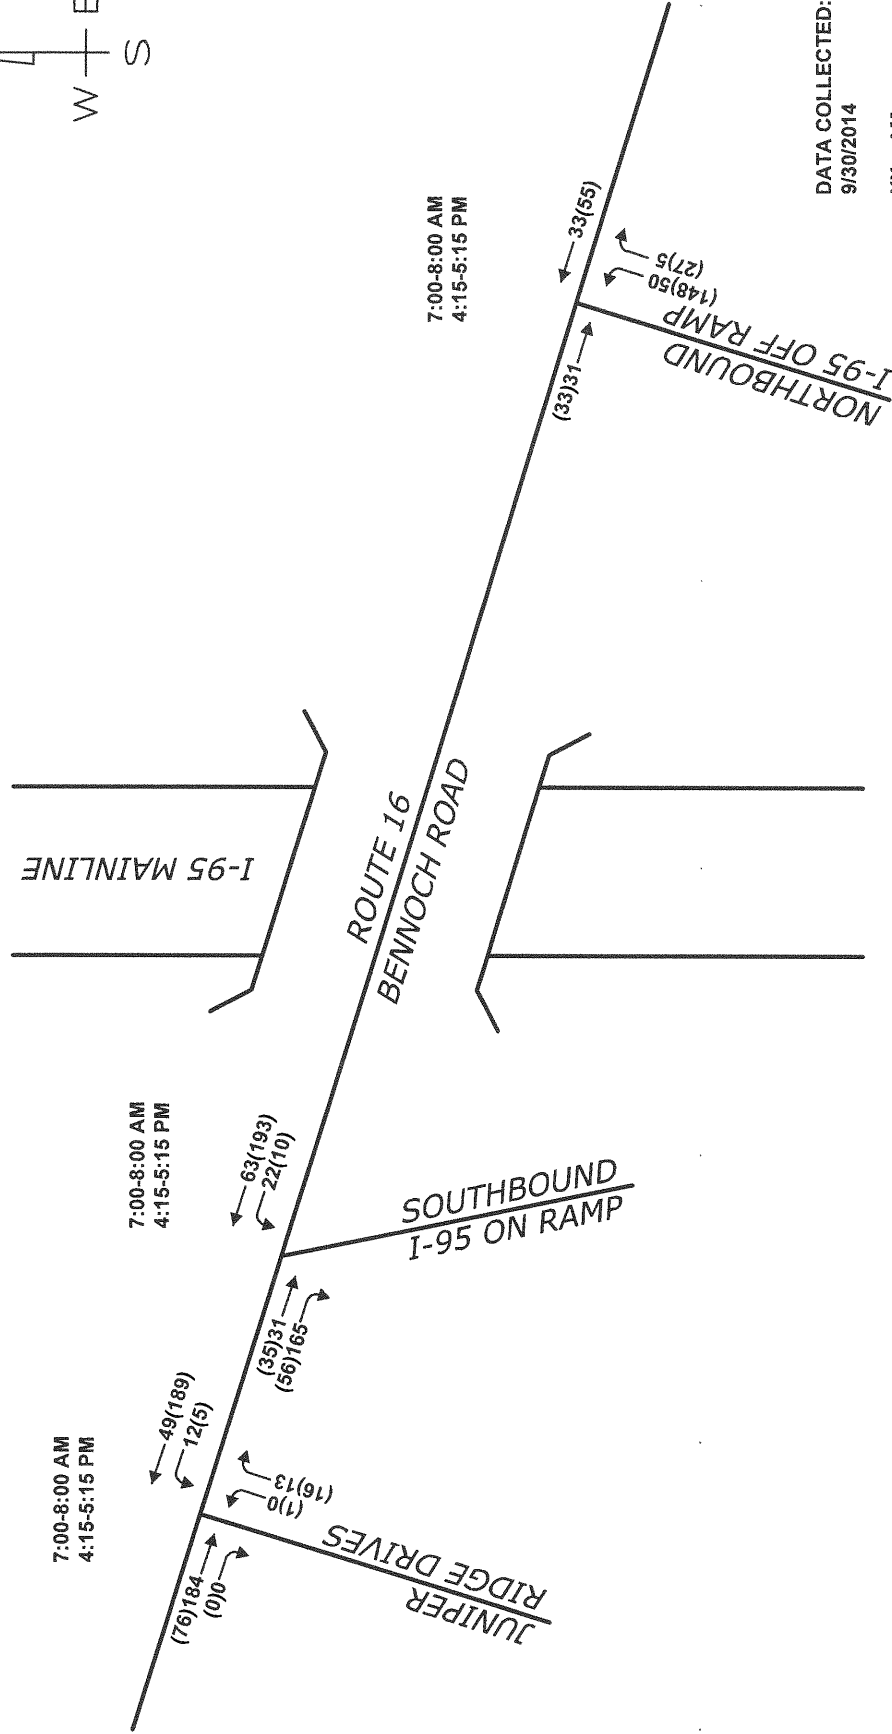 W
E
S
7:00-8:00 AM
4:15-5:15 PM
33(55)
(33)31
(27)5
(148)50
NORTHBOUND
I-95 OFF RAMP
DATA COLLECTED:
9/30/2014
I-95 MAINLINE
ROUTE 16
BENNOCH ROAD
7:00-8:00 AM
4:15-5:15 PM
63(193)
22(10)
(35)31
(56)165
SOUTHBOUND
I-95 ON RAMP
7:00-8:00 AM
4:15-5:15 PM
49(189)
12(5)
(76)184
(0)0
(1)0
(16)13
JUNIPER
RIDGE DRIVES